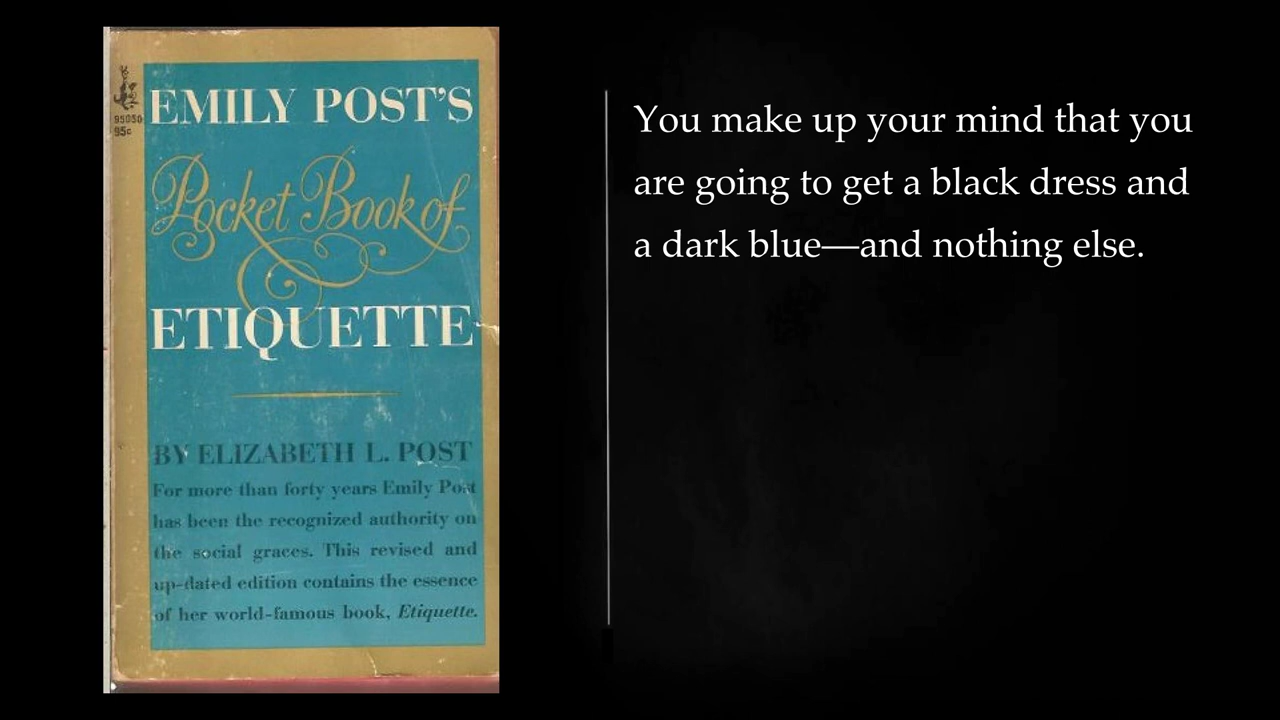 95050
95c
EMILY POST'S
Pocket Book of
ETIQUETTE
BY ELIZABETH L. POST
For more than forty years Emily Post
has been the recognized authority on
the social graces. This revised and
up-dated edition contains the essence
of her world-famous book, Etiquette.
You make up your mind that you
are going to get a black dress and
a dark blue—and nothing else.